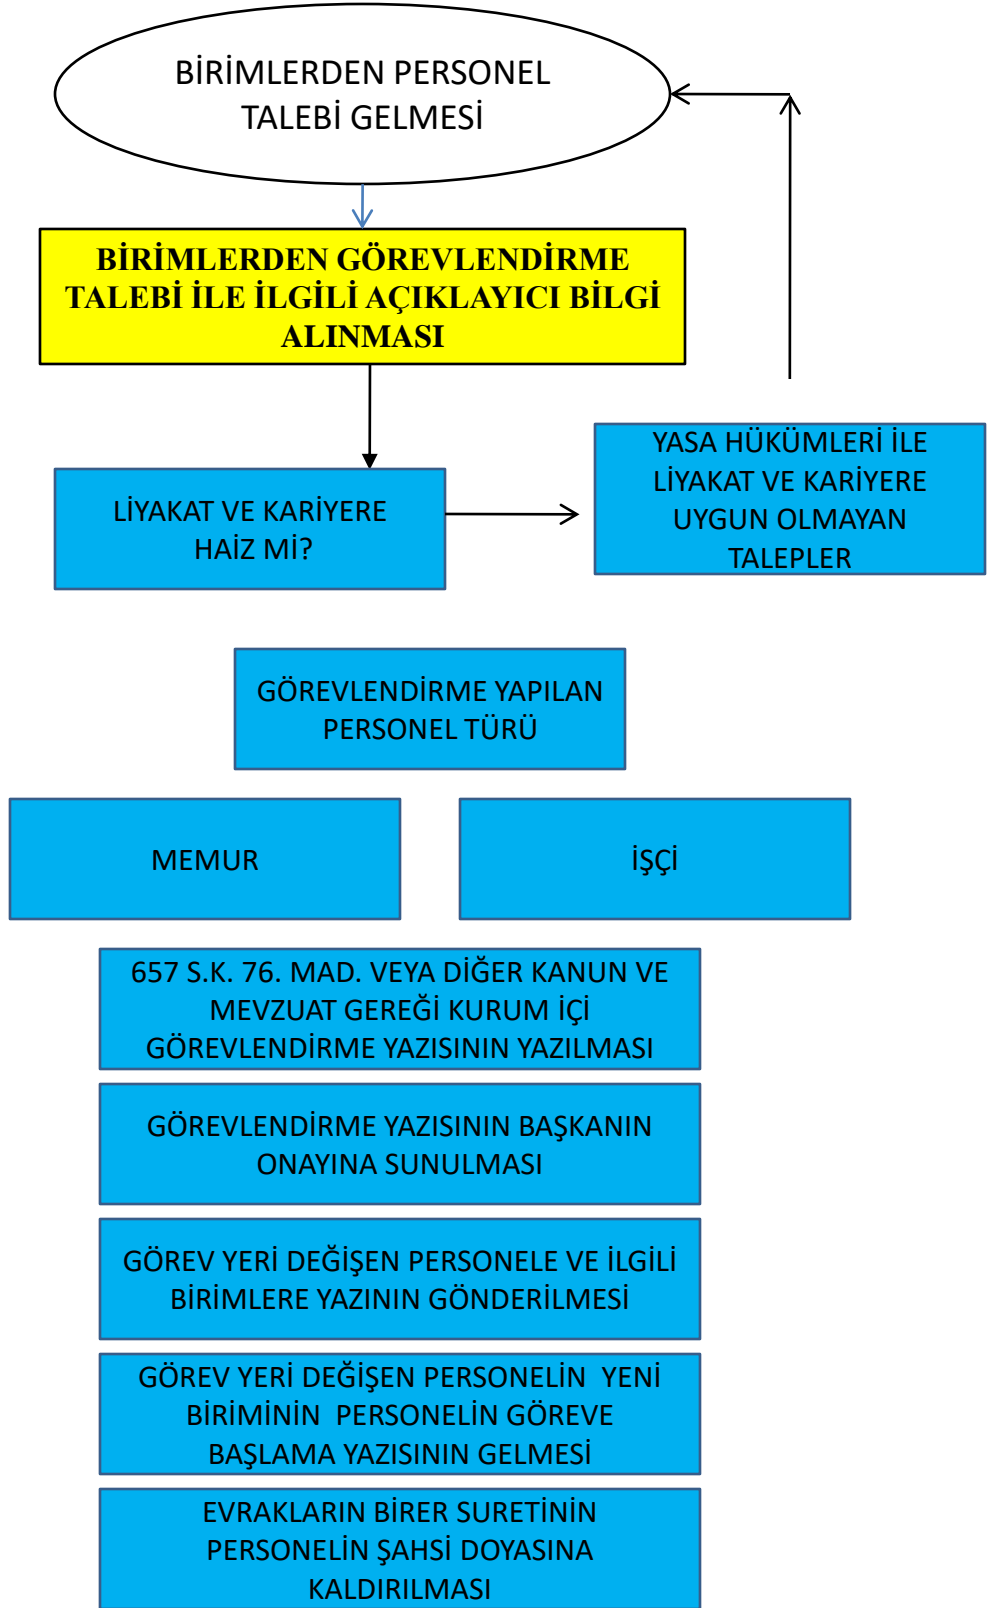 BİRİMLERDEN PERSONEL
TALEBİ GELMESİ
BİRİMLERDEN GÖREVLENDİRME
TALEBİ İLE İLGİLİ AÇIKLAYICI BİLGİ
ALINMASI
LİYAKAT VE KARİYERE
HAİZ Mİ?
YASA HÜKÜMLERİ İLE
LİYAKAT VE KARİYERE
UYGUN OLMAYAN
TALEPLER
GÖREVLENDİRME YAPILAN
PERSONEL TÜRÜ
MEMUR
İŞÇİ
657 S.K. 76. MAD. VEYA DİĞER KANUN VE
MEVZUAT GEREĞİ KURUM İÇİ
GÖREVLENDİRME YAZISININ YAZILMASI
GÖREVLENDİRME YAZISININ BAŞKANIN
ONAYINA SUNULMASI
GÖREV YERİ DEĞİŞEN PERSONELE VE İLGİLİ
BİRİMLERE YAZININ GÖNDERİLMESİ
GÖREV YERİ DEĞİŞEN PERSONELİN  YENİ
BİRİMİNİN  PERSONELİN GÖREVE
BAŞLAMA YAZISININ GELMESİ
EVRAKLARIN BİRER SURETİNİN
PERSONELİN ŞAHSİ DOYASINA
KALDIRILMASI